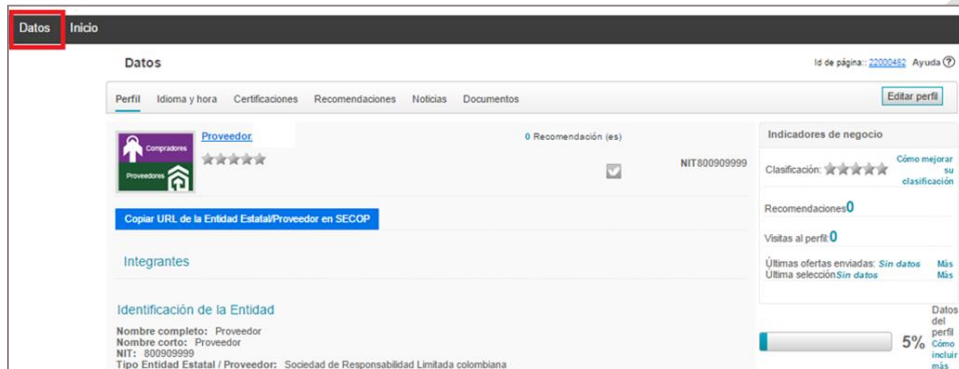 Datos Inicio
Datos
Id de página:: 22000482 Ayuda ?
Perfil Idioma y hora Certificaciones Recomendaciones Noticias Documentos
Editar perfil
Compradores
Proveedores
Proveedor
0 Recomendación (es)
NIT800909999
Copiar URL de la Entidad Estatal/Proveedor en SECOP
Integrantes
Identificación de la Entidad
Nombre completo: Proveedor
Nombre corto: Proveedor
NIT: 800909999
Tipo Entidad Estatal / Proveedor: Sociedad de Responsabilidad Limitada colombiana
Indicadores de negocio
Clasificación:
Cómo mejorar
su
clasificación
Recomendaciones0
Visitas al perfil:0
Últimas ofertas enviadas: Sin datos Más
Última selecciónSin datos Más
5%
Datos
del
perfil
Cómo
incluir
más